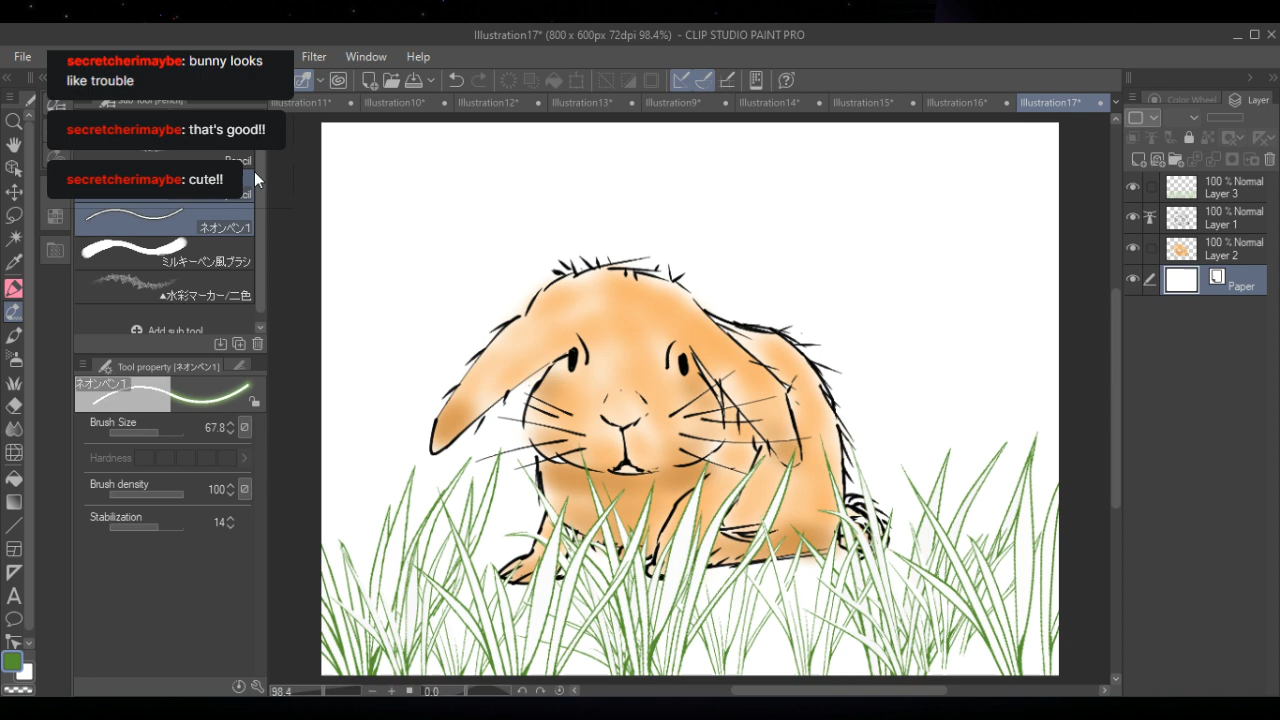 Illustration17* (800 x 600px 72dpi 98.4%) - CLIP STUDIO PAINT PRO
File
Filter
Window
Help
secretcherimaybe: bunny looks
like trouble
secretcherimaybe: that's good!!
secretcherimaybe: cute!!
Illustration11*
Illustration10*
Illustration12*
Illustration13*
Illustration9*
Illustration14*
Illustration15*
Illustration16*
Illustration17*
Color Wheel
Layer
Sub Tool [Pencil]
Pencil
ネオンペン1
ミルキーペン風ブラシ
▲水彩マーカー/二色
Add sub tool
Tool property [ネオンペン1]
ネオンペン1
Brush Size
67.8
Hardness
Brush density
100
Stabilization
14
100 % Normal
Layer 3
100 % Normal
Layer 1
100 % Normal
Layer 2
Paper
A
98.4
0.0